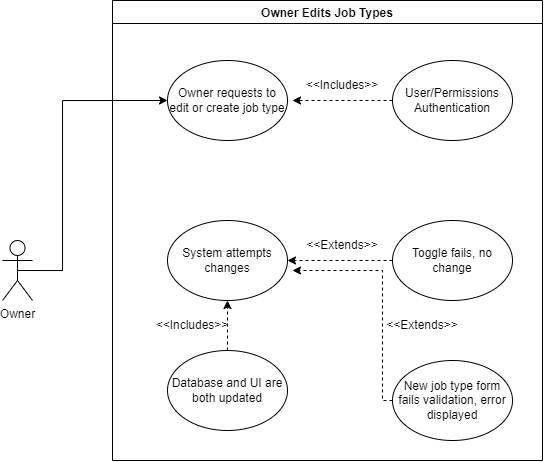 Owner Edits Job Types
Owner requests to
edit or create job type
<<Includes>>
User/Permissions
Authentication
Owner
System attempts
changes
<<Extends>>
Toggle fails, no
change
<<Includes>>
<<Extends>>
Database and UI are
both updated
New job type form
fails validation, error
displayed